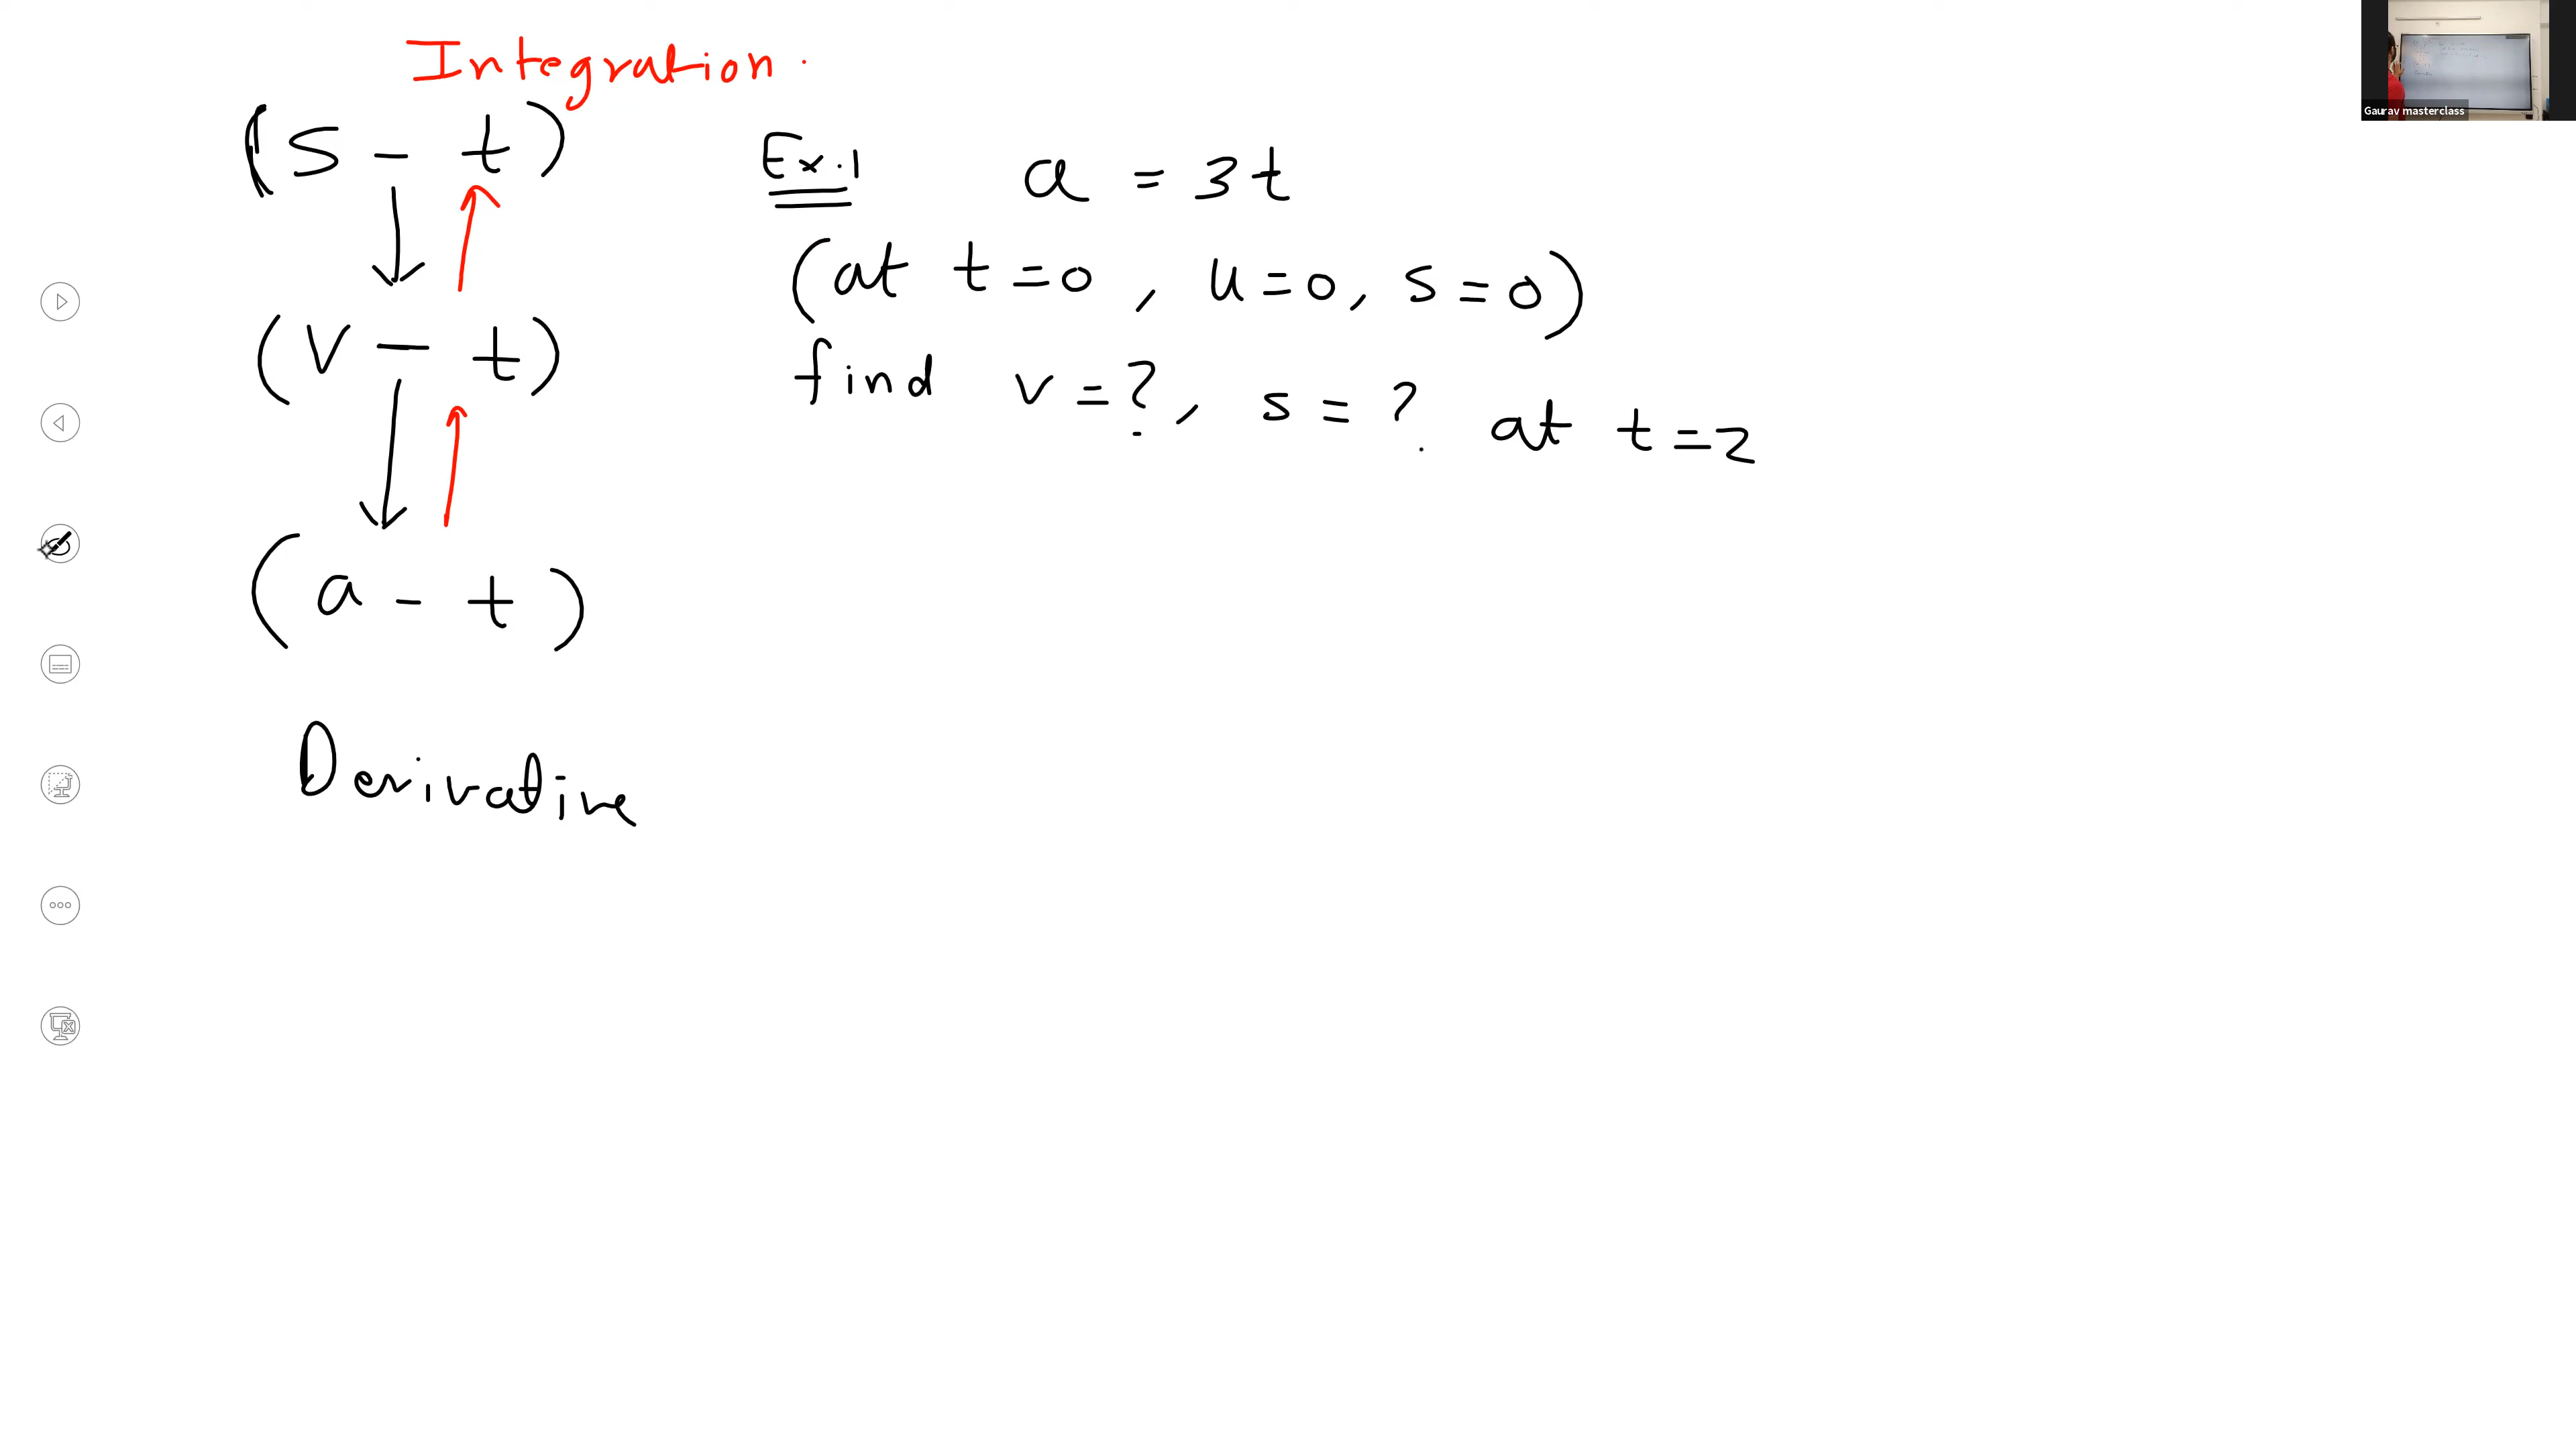 Integration.
(s - t)
(v - t)
(a - t)
Derivative
Ex.1 a = 3t
(at t=0, u=0, s=0)
find v=?, s=? at t=2
Gaurav masterclass